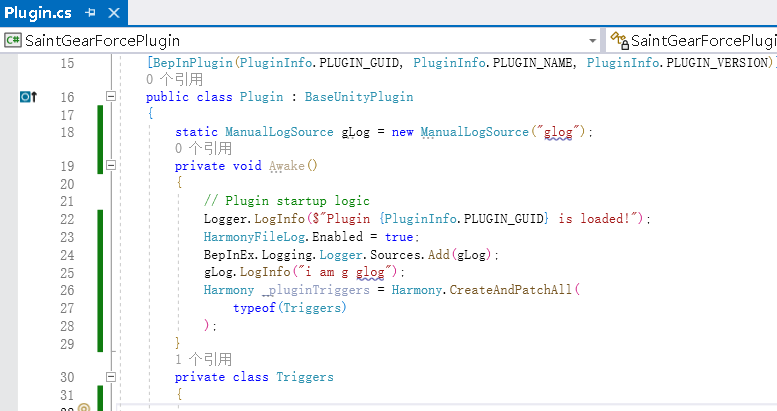 Plugin.cs
SaintGearForcePlugin
SaintGearForcePlugi
15 [BepInPlugin(PluginInfo.PLUGIN_GUID, PluginInfo.PLUGIN_NAME, PluginInfo.PLUGIN_VERSION)]
0 个引用
16 public class Plugin : BaseUnityPlugin
17 {
18 static ManualLogSource gLog = new ManualLogSource("glog");
0 个引用
19 private void Awake()
20 {
21 // Plugin startup logic
22 Logger.LogInfo($"Plugin {PluginInfo.PLUGIN_GUID} is loaded!");
23 HarmonyFileLog.Enabled = true;
24 BepInEx.Logging.Logger.Sources.Add(gLog);
25 gLog.LogInfo("i am g glog");
26 Harmony _pluginTriggers = Harmony.CreateAndPatchAll(
27 typeof(Triggers)
28 );
29 }
1 个引用
30 private class Triggers
31 {